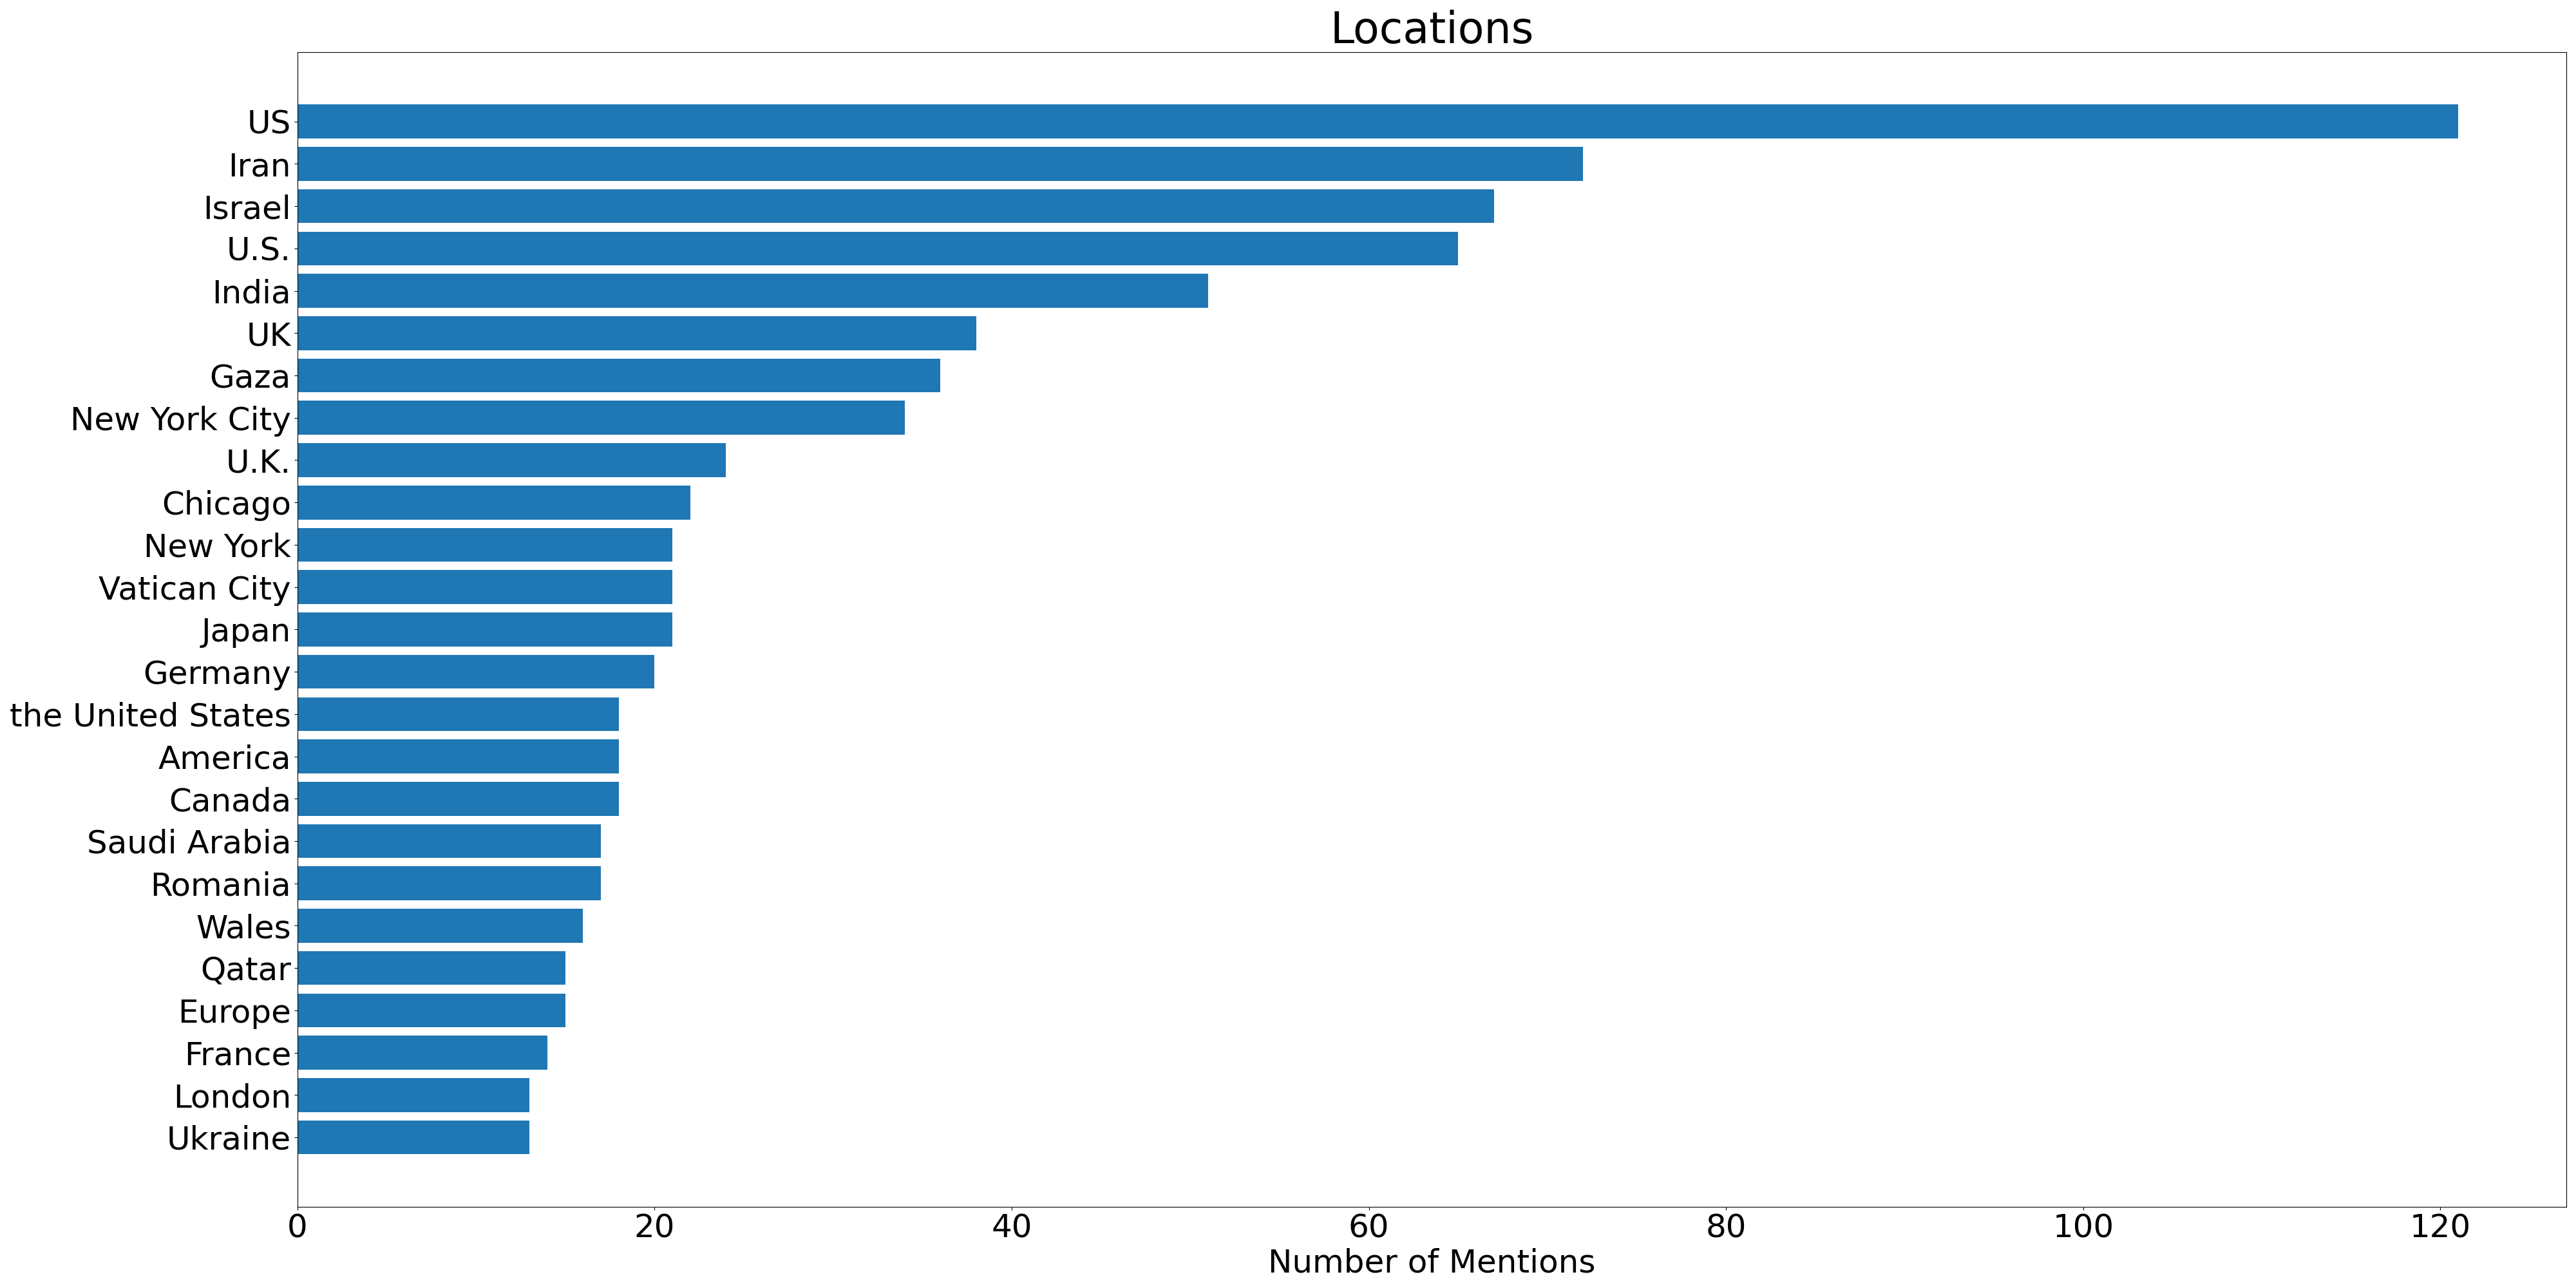 Locations
US
Iran
Israel
U.S.
India
UK
Gaza
New York City
U.K.
Chicago
New York
Vatican City
Japan
Germany
the United States
America
Canada
Saudi Arabia
Romania
Wales
Qatar
Europe
France
London
Ukraine
0 20 40 60 80 100 120
Number of Mentions